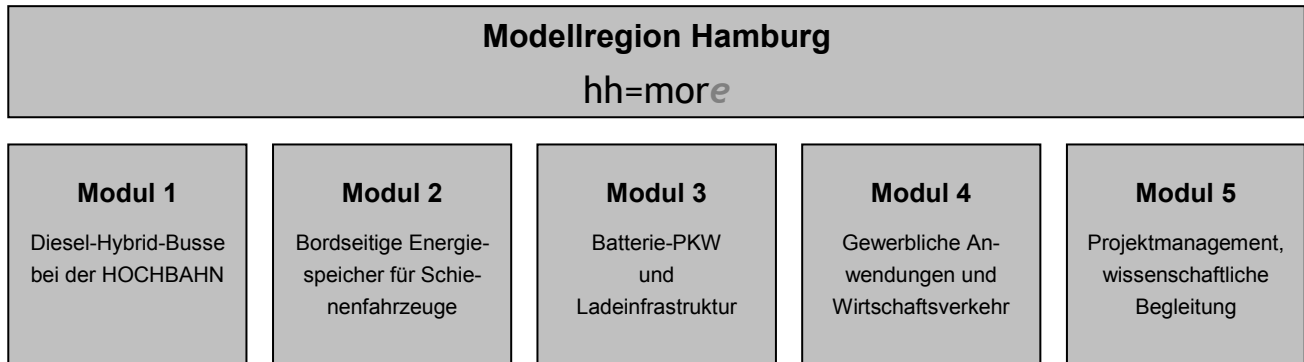 Modellregion Hamburg
hh=more
Modul 1
Diesel-Hybrid-Busse
bei der HOCHBAHN
Modul 2
Bordseitige Energie-
speicher für Schie-
nenfahrzeuge
Modul 3
Batterie-PKW
und
Ladeinfrastruktur
Modul 4
Gewerbliche An-
wendungen und
Wirtschaftsverkehr
Modul 5
Projektmanagement,
wissenschaftliche
Begleitung